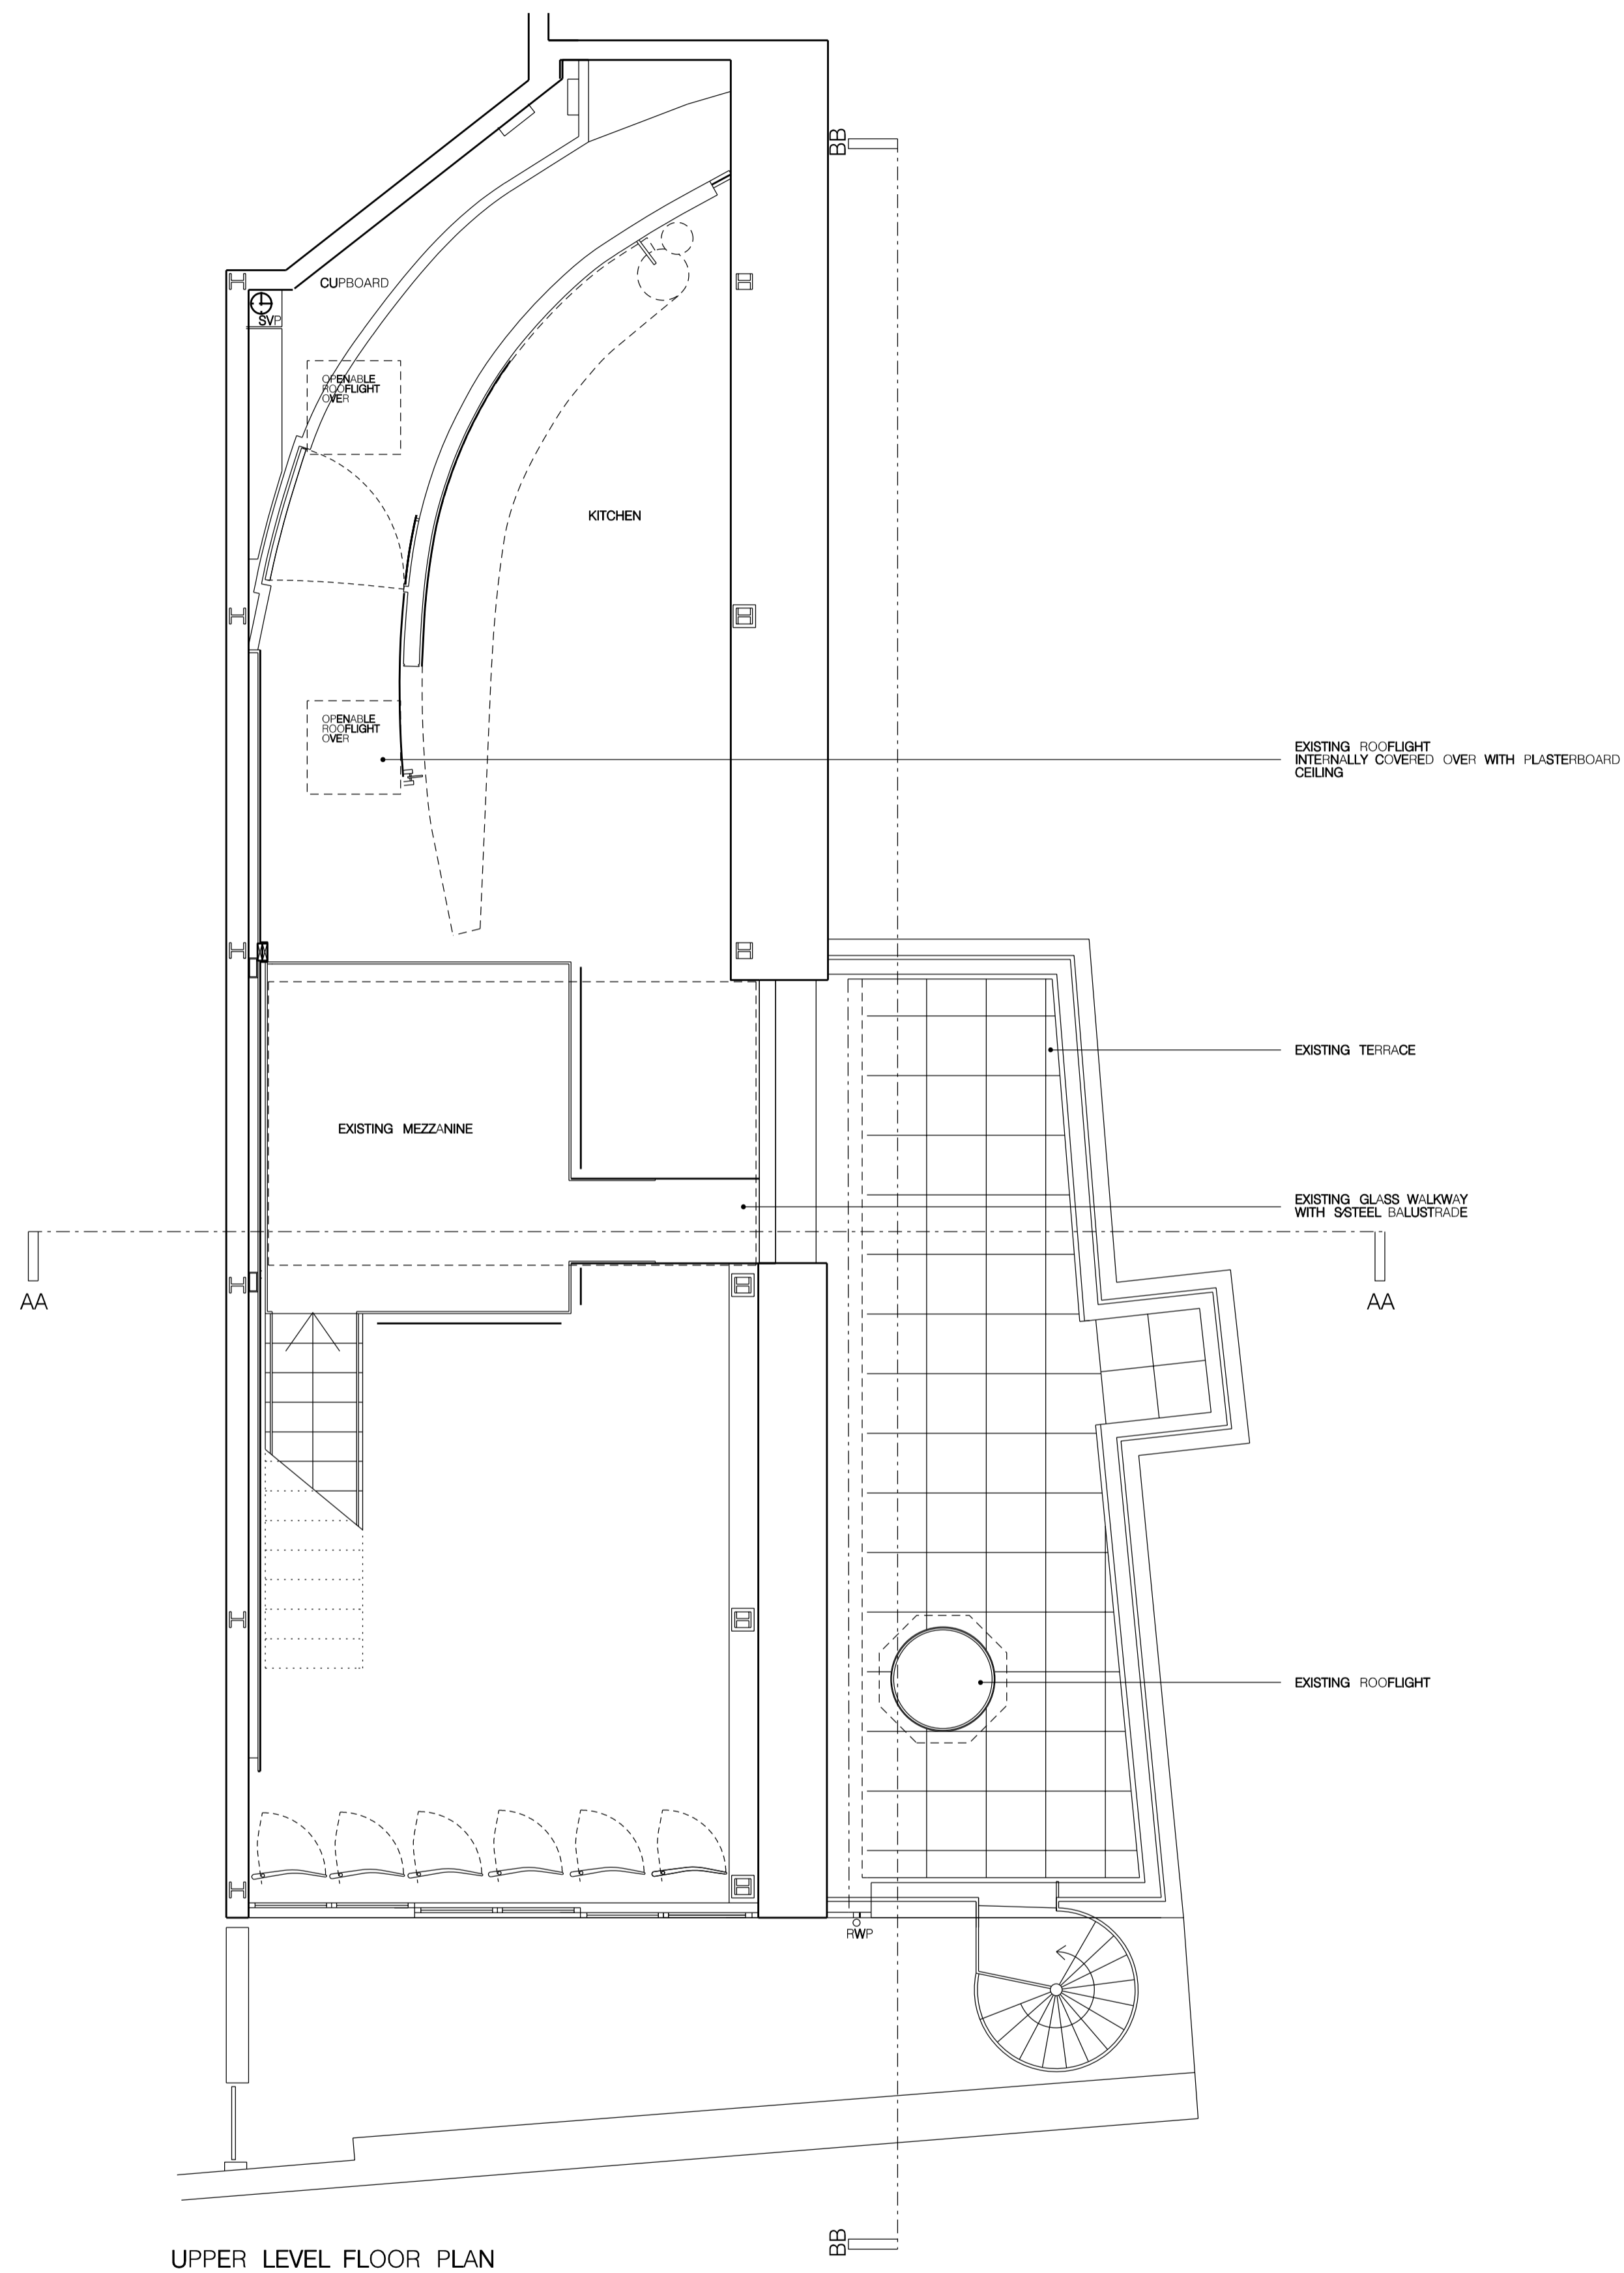 BB
CUPBOARD
SVP
OPENABLE
ROOFLIGHT
OVER
KITCHEN
OPENABLE
ROOFLIGHT
OVER
EXISTING ROOFLIGHT
INTERNALLY COVERED OVER WITH PLASTERBOARD
CEILING
EXISTING TERRACE
EXISTING MEZZANINE
EXISTING GLASS WALKWAY
WITH S/STEEL BALUSTRADE
AA
AA
EXISTING ROOFLIGHT
RWP
BB
UPPER LEVEL FLOOR PLAN